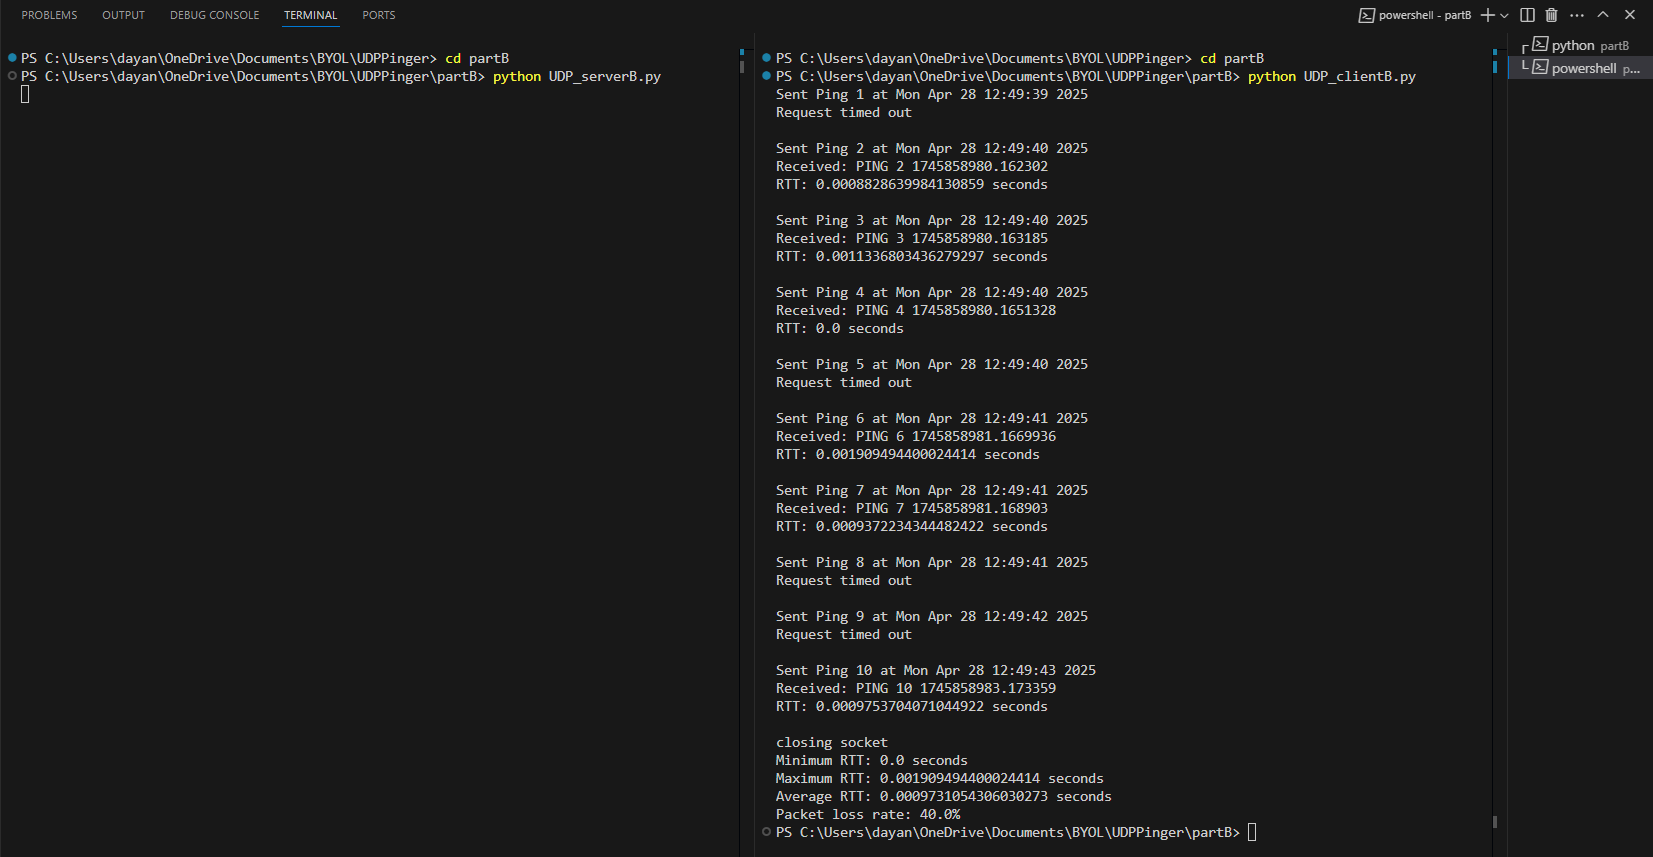 PROBLEMS OUTPUT DEBUG CONSOLE TERMINAL PORTS
powershell - partB
PS C:\Users\dayan\OneDrive\Documents\BYOL\UDPPinger> cd partB
PS C:\Users\dayan\OneDrive\Documents\BYOL\UDPPinger\partB> python UDP_serverB.py
PS C:\Users\dayan\OneDrive\Documents\BYOL\UDPPinger> cd partB
PS C:\Users\dayan\OneDrive\Documents\BYOL\UDPPinger\partB> python UDP_clientB.py
Sent Ping 1 at Mon Apr 28 12:49:39 2025
Request timed out
Sent Ping 2 at Mon Apr 28 12:49:40 2025
Received: PING 2 1745858980.162302
RTT: 0.0008828639984130859 seconds
Sent Ping 3 at Mon Apr 28 12:49:40 2025
Received: PING 3 1745858980.163185
RTT: 0.0011336803436279297 seconds
Sent Ping 4 at Mon Apr 28 12:49:40 2025
Received: PING 4 1745858980.1651328
RTT: 0.0 seconds
Sent Ping 5 at Mon Apr 28 12:49:40 2025
Request timed out
Sent Ping 6 at Mon Apr 28 12:49:41 2025
Received: PING 6 1745858981.1669936
RTT: 0.001909494400024414 seconds
Sent Ping 7 at Mon Apr 28 12:49:41 2025
Received: PING 7 1745858981.168903
RTT: 0.0009372234344482422 seconds
Sent Ping 8 at Mon Apr 28 12:49:41 2025
Request timed out
Sent Ping 9 at Mon Apr 28 12:49:42 2025
Request timed out
Sent Ping 10 at Mon Apr 28 12:49:43 2025
Received: PING 10 1745858983.173359
RTT: 0.0009753704071044922 seconds
closing socket
Minimum RTT: 0.0 seconds
Maximum RTT: 0.001909494400024414 seconds
Average RTT: 0.0009731054306030273 seconds
Packet loss rate: 40.0%
PS C:\Users\dayan\OneDrive\Documents\BYOL\UDPPinger\partB>
python partB
powershell p...